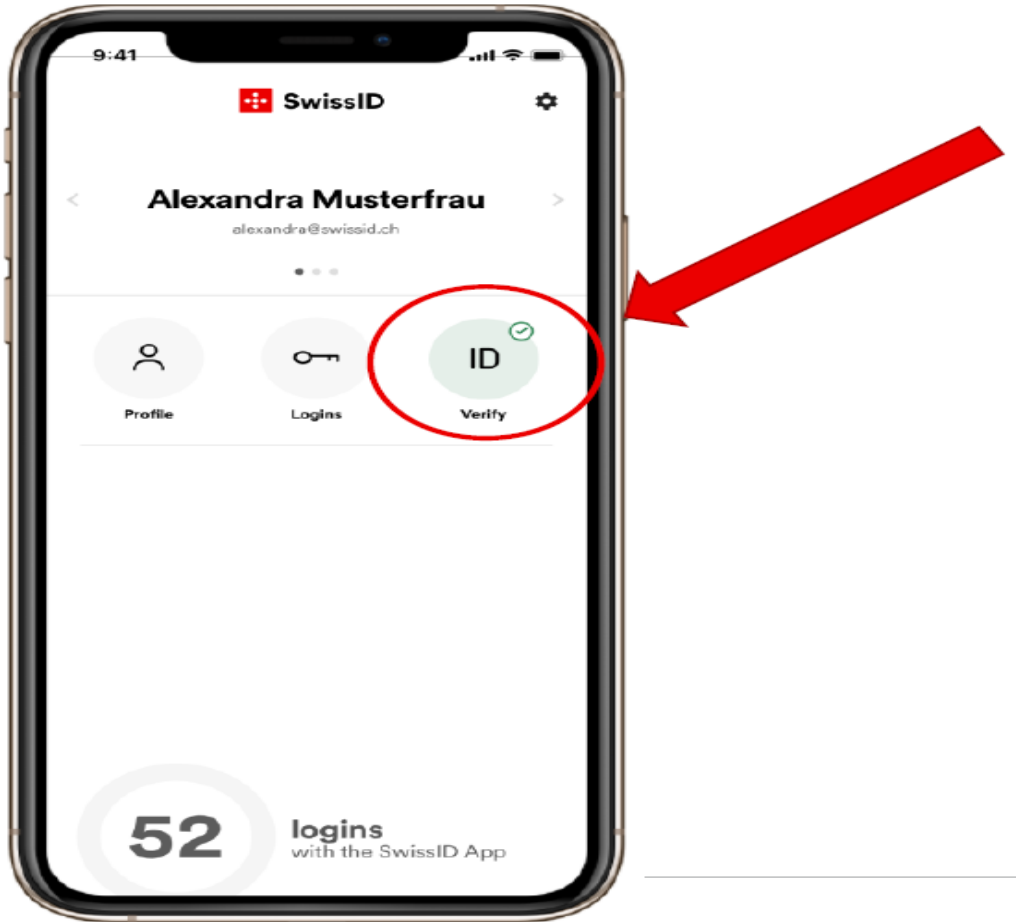 9:41
SwissID
Alexandra Musterfrau
alexandra@swissid.ch
ID
Profile
Logins
Verify
52
logins
with the SwissID App